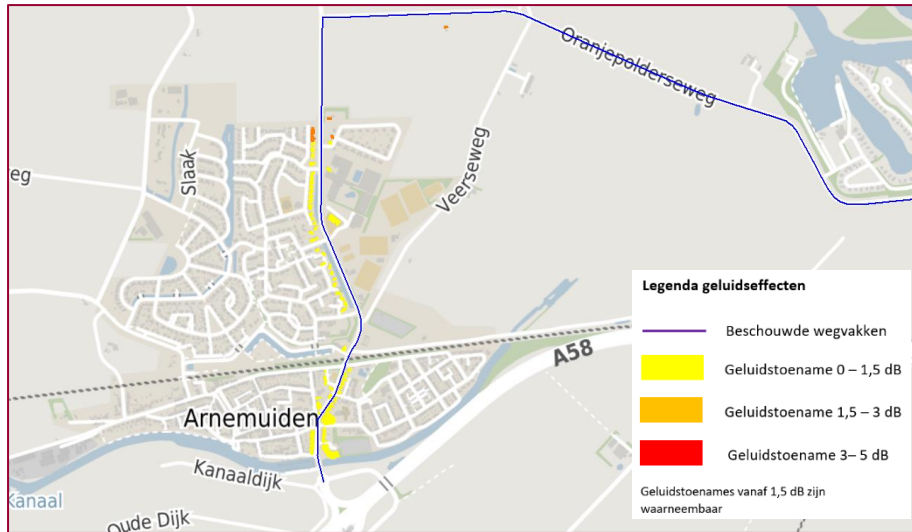 Oranjepolderseweg
Veerseweg
Slaak
eg
A58
Arnemuiden
Kanaaldijk
Kanaal
Oude Dijk
Legenda geluidseffecten
Beschouwde wegvakken
Geluidstoename 0 – 1,5 dB
Geluidstoename 1,5 – 3 dB
Geluidstoename 3– 5 dB
Geluidstoenames vanaf 1,5 dB zijn
waarneembaar